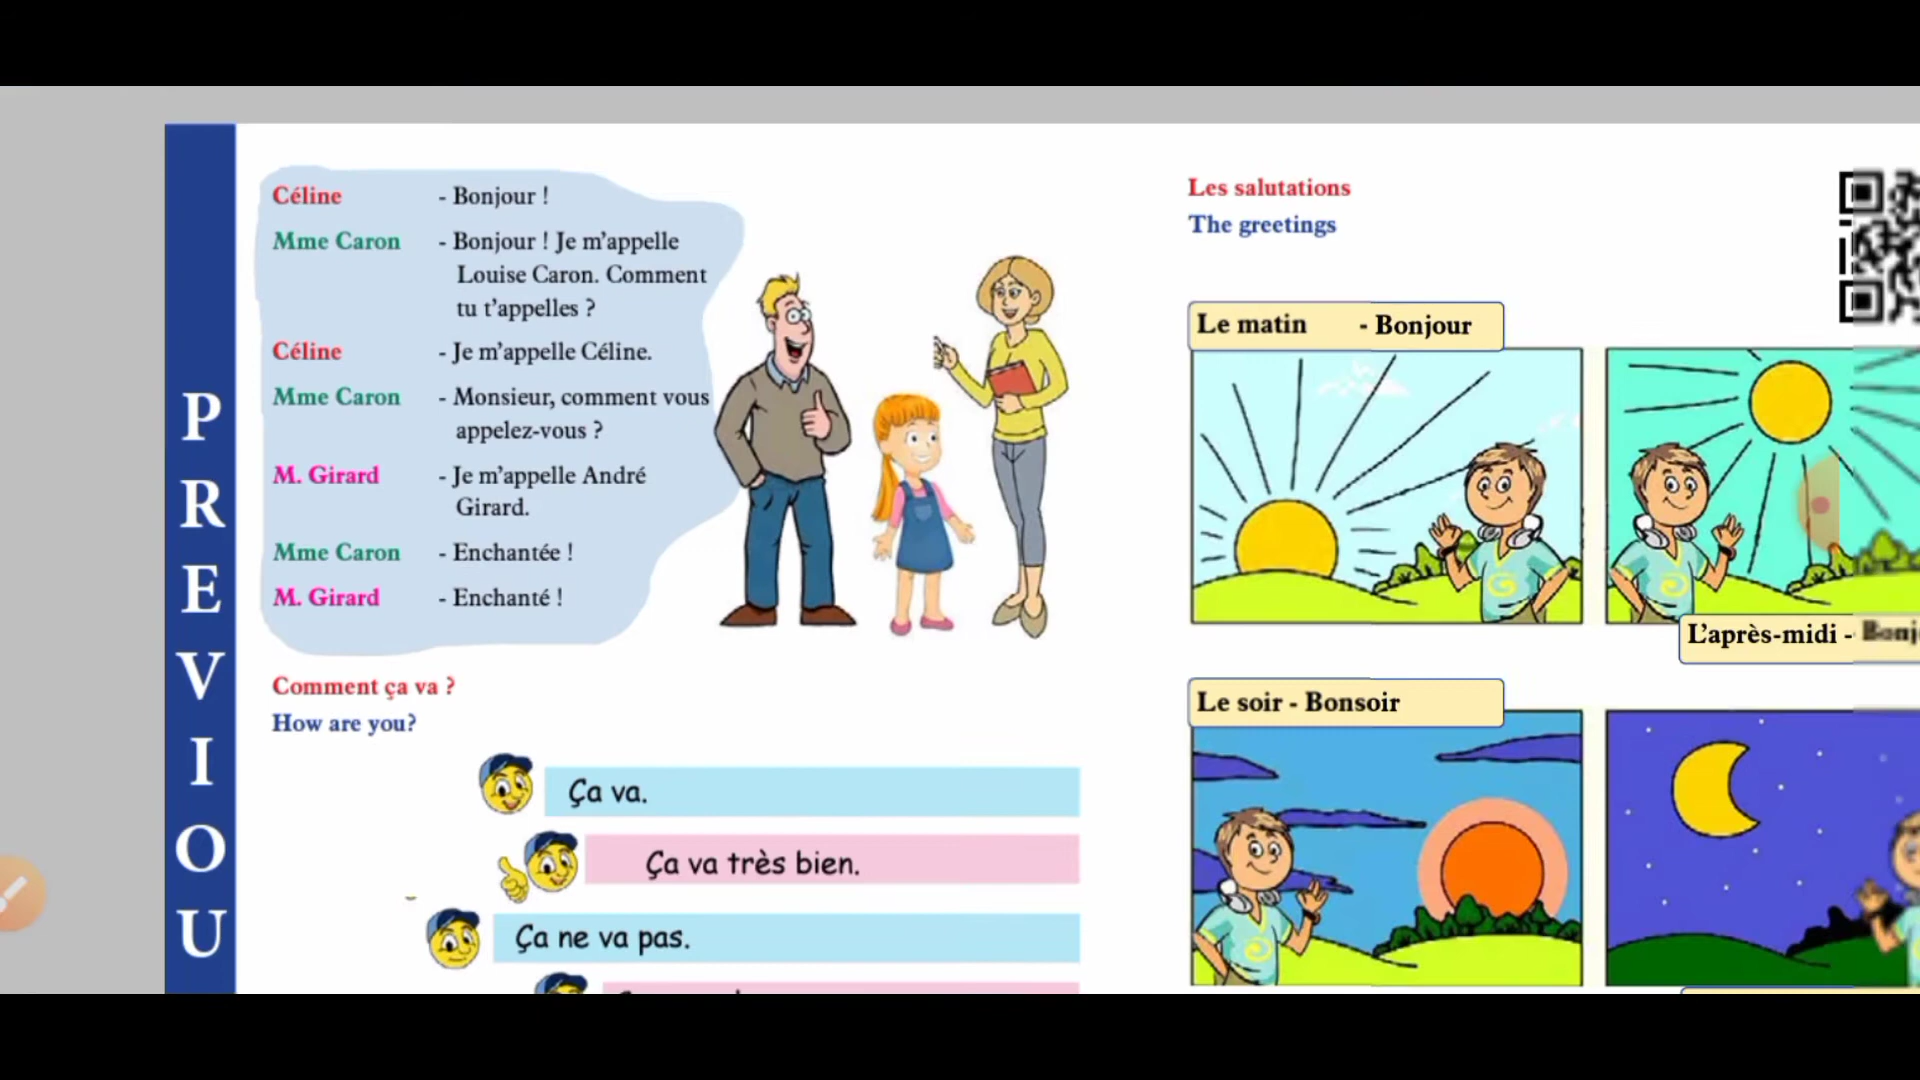 PREVIOU
Céline - Bonjour !
Mme Caron - Bonjour ! Je m’appelle
Louise Caron. Comment
tu t’appelles ?
Céline - Je m’appelle Céline.
Mme Caron - Monsieur, comment vous
appelez-vous ?
M. Girard - Je m’appelle André
Girard.
Mme Caron - Enchantée !
M. Girard - Enchanté !
Comment ça va ?
How are you?
Ça va.
Ça va très bien.
Ça ne va pas.
Les salutations
The greetings
Le matin - Bonjour
L’après-midi -
Le soir - Bonsoir